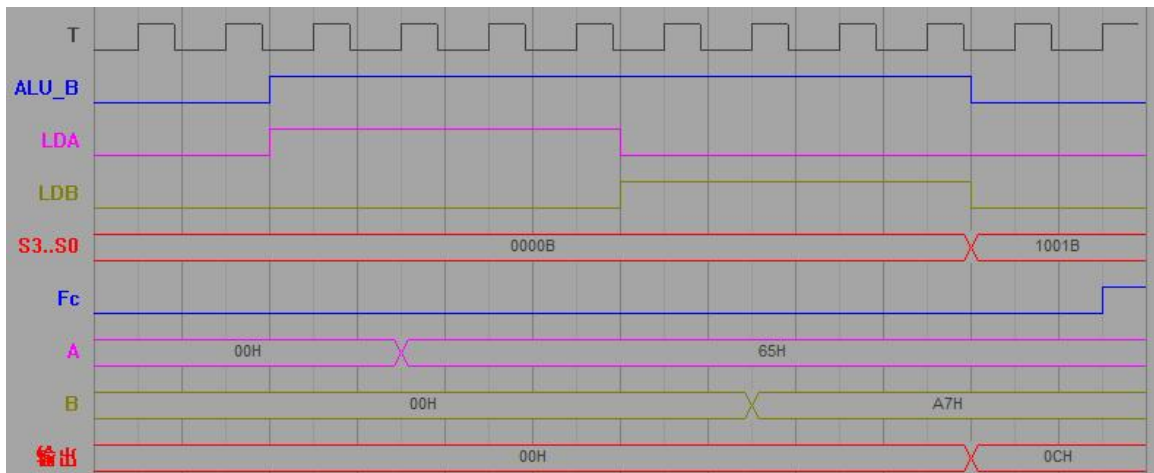 T
ALU_B
LDA
LDB
S3..S0 0000B 1001B
Fc
A 00H 65H
B 00H A7H
输出 00H 0CH